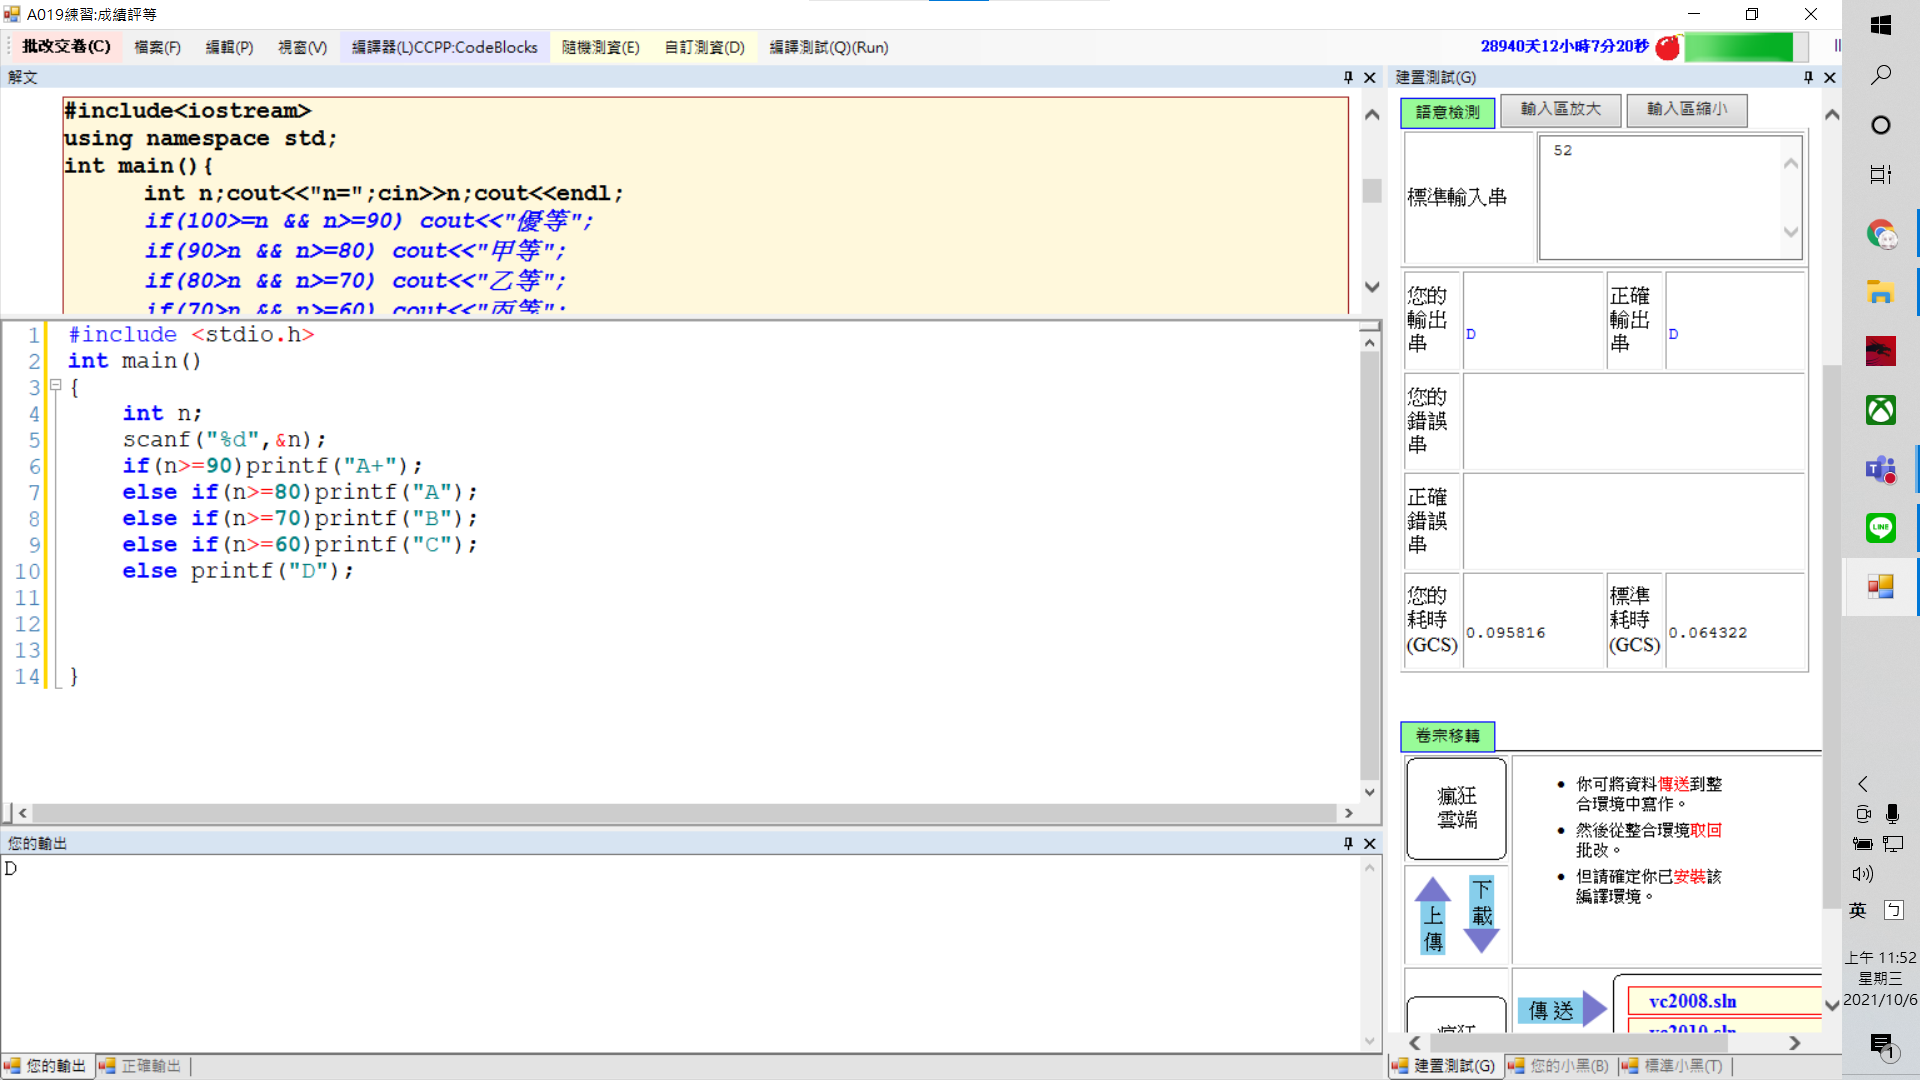 A019練習:成績評等
批改交卷(C) 檔案(F) 編輯(P) 視窗(V) 編譯器(L)CCPP:CodeBlocks 隨機測資(E) 自訂測資(D) 編譯測試(Q)(Run) 28940天12小時7分20秒
解文
#include<iostream>
using namespace std;
int main(){
int n;cout<<"n=";cin>>n;cout<<endl;
if(100>=n && n>=90) cout<<"優等";
if(90>n && n>=80) cout<<"甲等";
if(80>n && n>=70) cout<<"乙等";
if(70>n && n>=60) cout<<"丙等";
1 #include <stdio.h>
2 int main()
3 {
4 int n;
5 scanf("%d",&n);
6 if(n>=90)printf("A+");
7 else if(n>=80)printf("A");
8 else if(n>=70)printf("B");
9 else if(n>=60)printf("C");
10 else printf("D");
11
12
13
14 }
您的輸出
D
您的輸出 正確輸出
建置測試(G)
語意檢測 輸入區放大 輸入區縮小
標準輸入串 52
您的
輸出
串
D
正確
輸出
串
D
您的
錯誤
串
正確
錯誤
串
您的
耗時
(GCS)
0.095816
標準
耗時
(GCS)
0.064322
卷宗移轉
瘋狂
雲端
你可將資料傳送到整
合環境中寫作。
然後從整合環境取回
批改。
但請確定你已安裝該
編譯環境。
上
傳
下
載
瘋狂
傳送
vc2008.sln
vc2010.sln
建置測試(G) 您的小黑(B) 標準小黑(T)
LINE
英 ㄅ
上午 11:52
星期三
2021/10/6
1